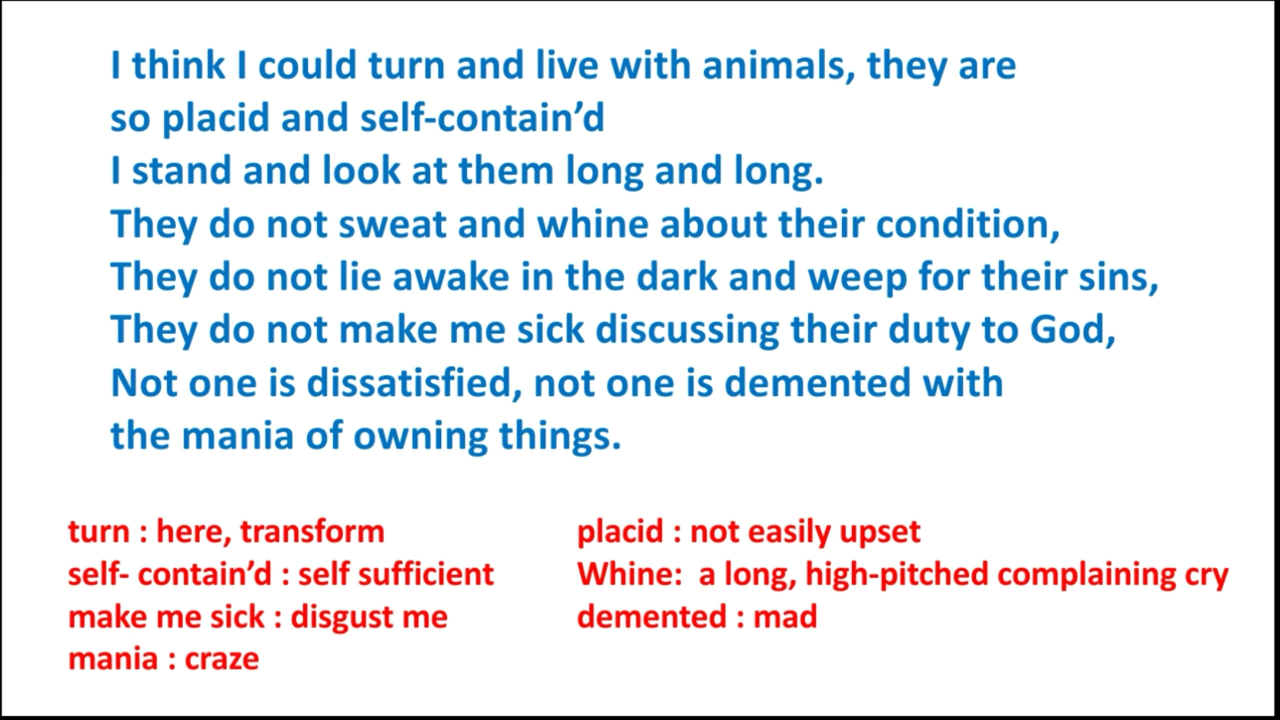 I think I could turn and live with animals, they are
so placid and self-contain’d
I stand and look at them long and long.
They do not sweat and whine about their condition,
They do not lie awake in the dark and weep for their sins,
They do not make me sick discussing their duty to God,
Not one is dissatisfied, not one is demented with
the mania of owning things.
turn : here, transform
self- contain’d : self sufficient
make me sick : disgust me
mania : craze
placid : not easily upset
Whine:  a long, high-pitched complaining cry
demented : mad